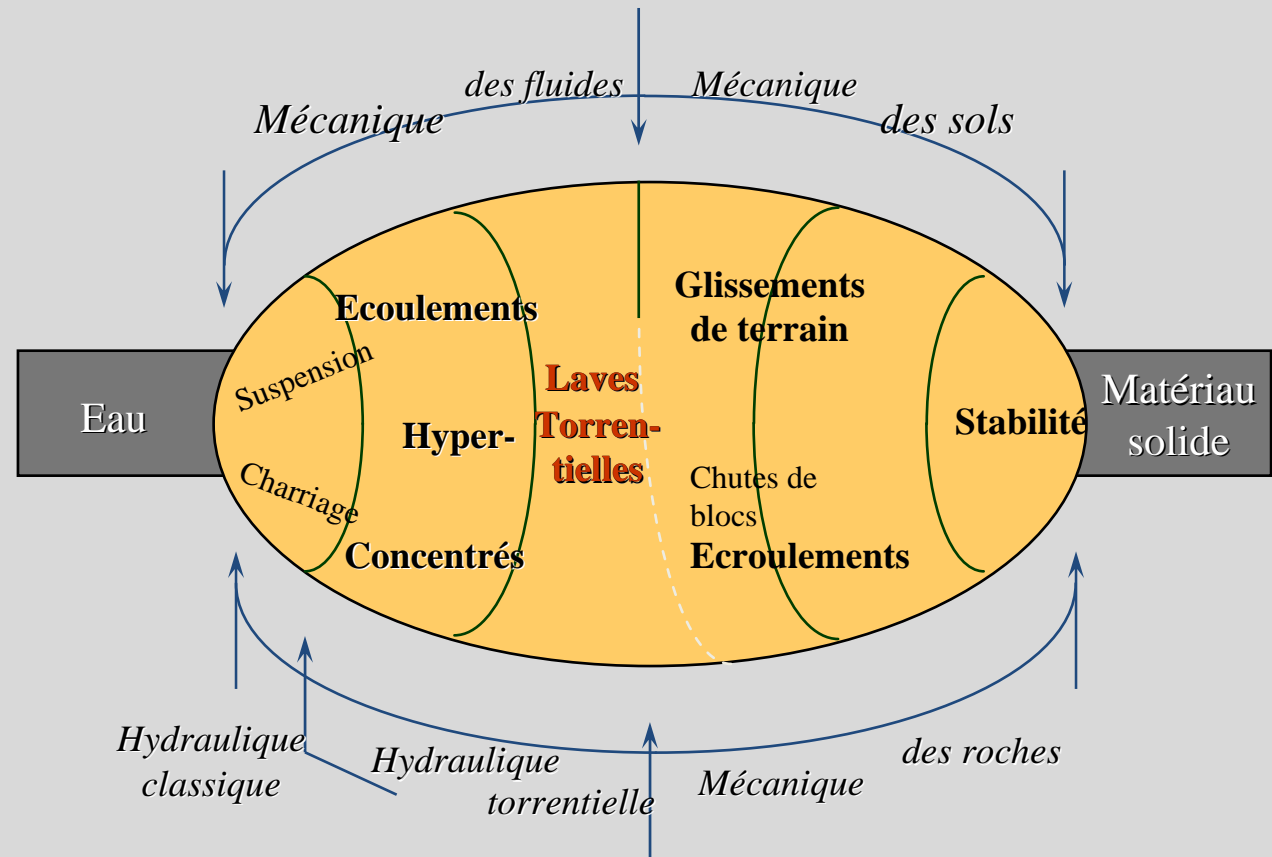 des fluides
Mécanique
Mécanique
des sols
Ecoulements
Glissements
de terrain
Suspension
Laves
Torren-
tielles
Eau
Hyper-
Stabilité
Matériau
solide
Charriage
Chutes de
blocs
Concentrés
Ecroulements
Hydraulique
classique
Hydraulique
torrentielle
Mécanique
des roches